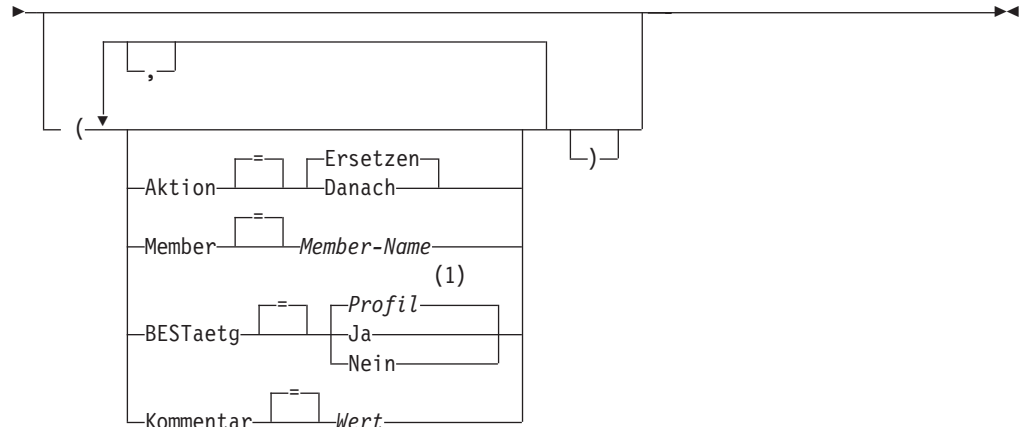 ,
(
)
= Ersetzen
Aktion Danach
=
Member Member-Name
(1)
= Profil
BESTaetg Ja
Nein
=
Kommentar Wert